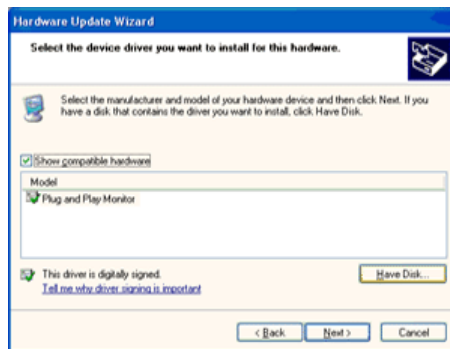 Hardware Update Wizard
Select the device driver you want to install for this hardware.
Select the manufacturer and model of your hardware device and then click Next. If you
have a disk that contains the driver you want to install, click Have Disk.
Show compatible hardware
Model
Plug and Play Monitor
This driver is digitally signed.
Have Disk...
Tell me why driver signing is important
< Back
Next >
Cancel